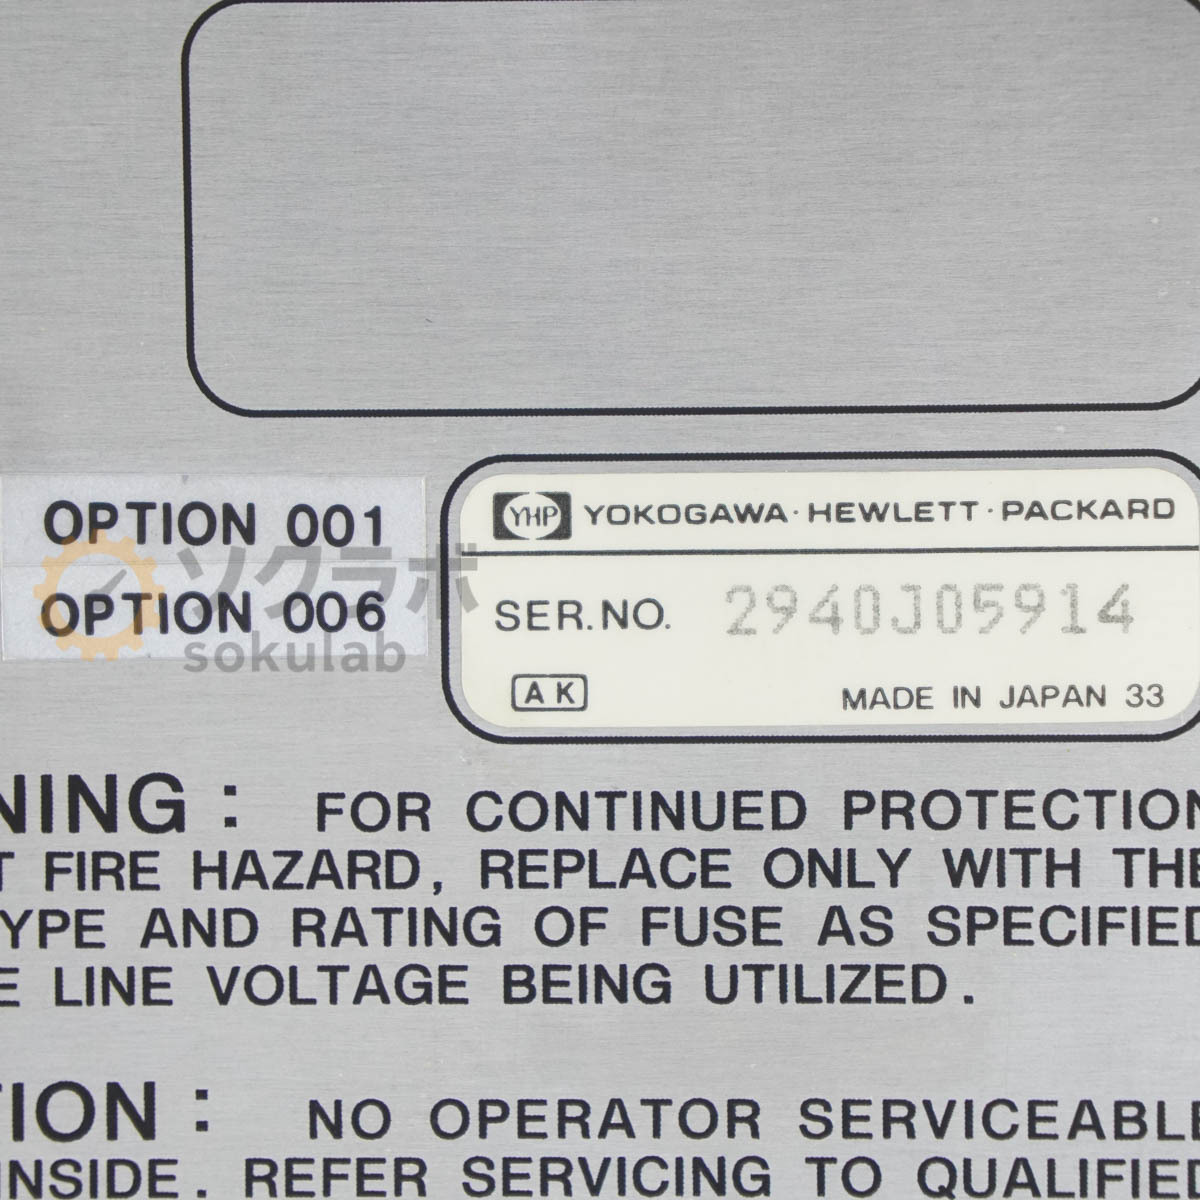 OPTION 001
OPTION 006
ソクラボ
sokulab
YHP YOKOGAWA·HEWLETT·PACKARD
SER.NO. 2940J05914
AK MADE IN JAPAN 33
NING : FOR CONTINUED PROTECTION
T FIRE HAZARD, REPLACE ONLY WITH THE
YPE AND RATING OF FUSE AS SPECIFIED
E LINE VOLTAGE BEING UTILIZED.
TION : NO OPERATOR SERVICEABLE
INSIDE. REFER SERVICING TO QUALIFIED